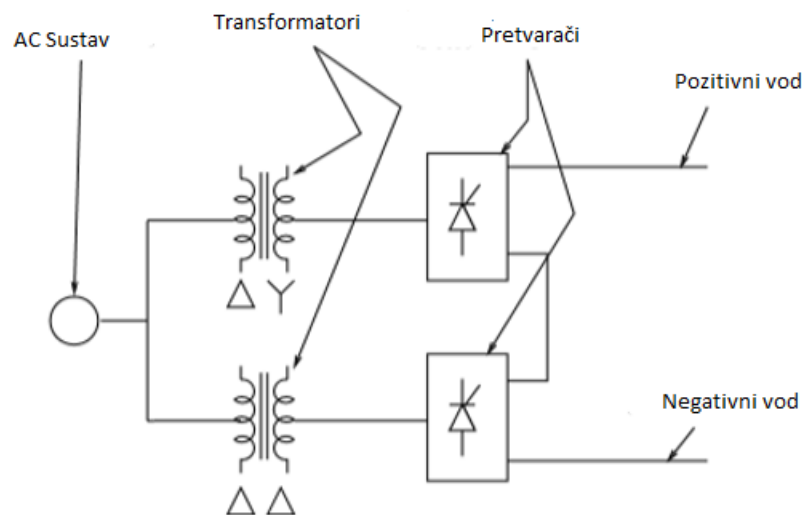 Transformatori
AC Sustav
Pretvarači
Pozitivni vod
Negativni vod